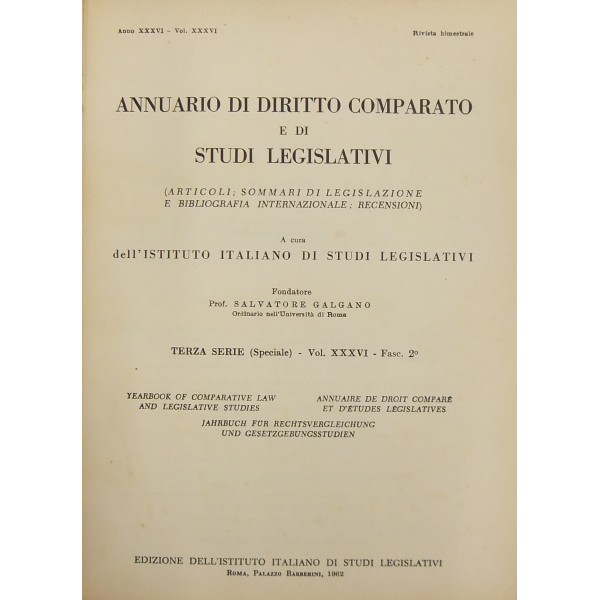 Anno XXXVI - Vol. XXXVI
Rivista bimestrale
ANNUARIO DI DIRITTO COMPARATO
E DI
STUDI LEGISLATIVI
(ARTICOLI; SOMMARI DI LEGISLAZIONE
E BIBLIOGRAFIA INTERNAZIONALE; RECENSIONI)
A cura
dell'ISTITUTO ITALIANO DI STUDI LEGISLATIVI
Fondatore
Prof. SALVATORE GALGANO
Ordinario nell'Università di Roma
TERZA SERIE (Speciale) - Vol. XXXVI - Fasc. 2º
YEARBOOK OF COMPARATIVE LAW
AND LEGISLATIVE STUDIES
ANNUAIRE DE DROIT COMPARÉ
ET D'ÉTUDES LÉGISLATIVES
JAHRBUCH FÜR RECHTSVERGLEICHUNG
UND GESETZGEBUNGSSTUDIEN
EDIZIONE DELL'ISTITUTO ITALIANO DI STUDI LEGISLATIVI
ROMA, PALAZZO BARBERINI, 1962